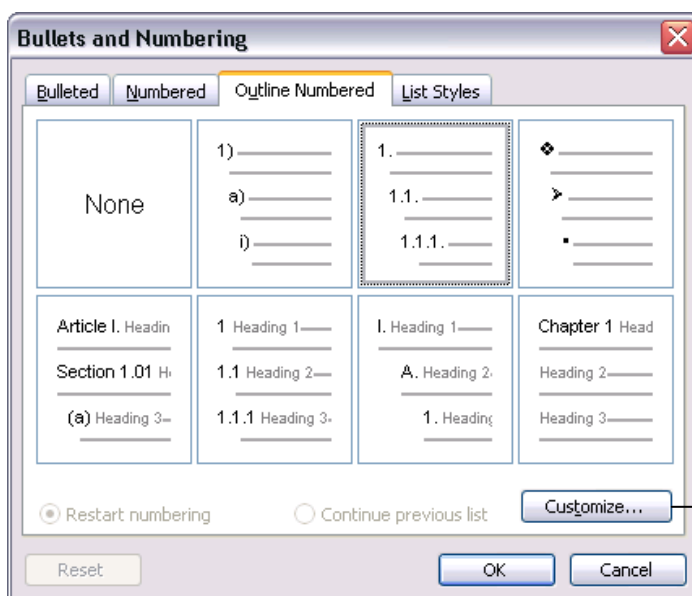 Bullets and Numbering
Bulleted Numbered Outline Numbered List Styles
None
1)
a)
i)
1.
1.1.
1.1.1.
Article I. Headin
Section 1.01 H
(a) Heading 3
1 Heading 1
1.1 Heading 2
1.1.1 Heading 3
I. Heading 1
A. Heading 2
1. Heading
Chapter 1 Head
Heading 2
Heading 3
Restart numbering Continue previous list Customize...
Reset OK Cancel